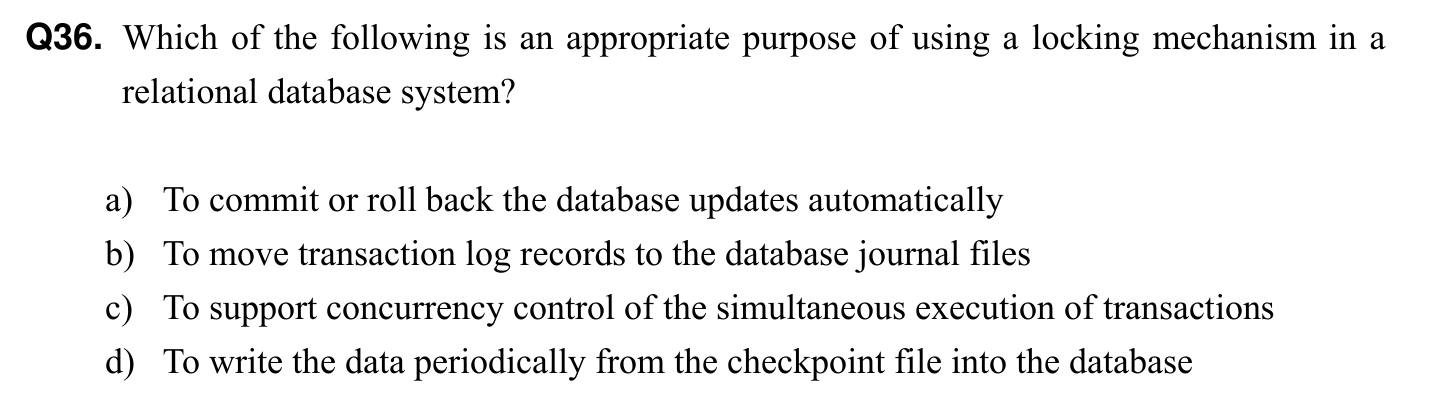 Q36. Which of the following is an appropriate purpose of using a locking mechanism in a
relational database system?
a) To commit or roll back the database updates automatically
b) To move transaction log records to the database journal files
c) To support concurrency control of the simultaneous execution of transactions
d) To write the data periodically from the checkpoint file into the database